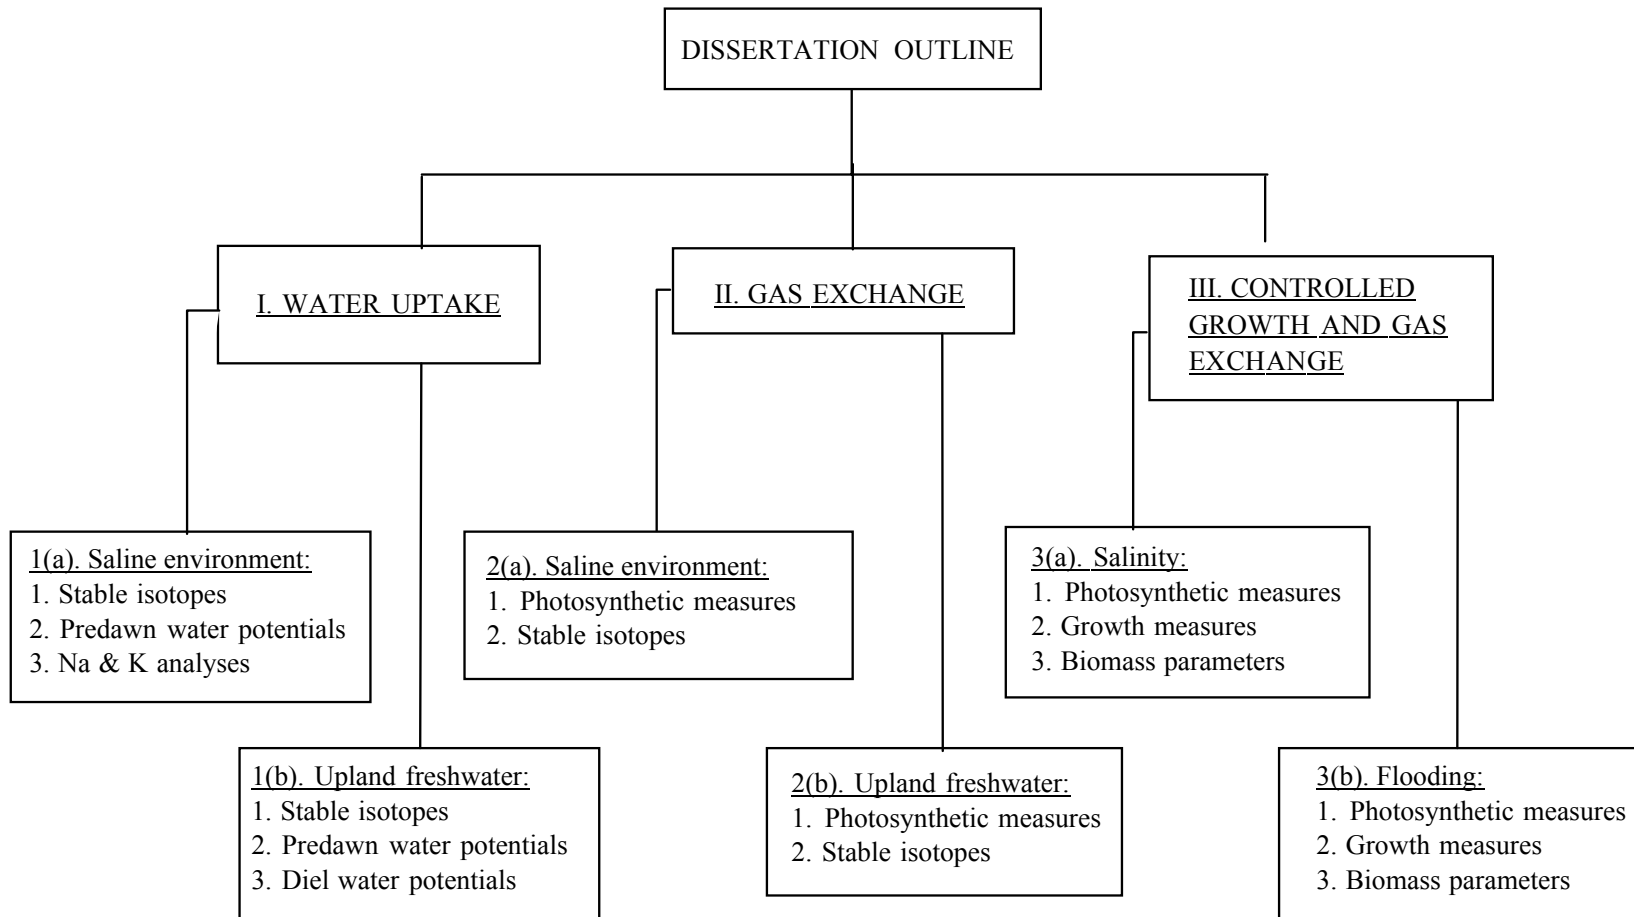 DISSERTATION OUTLINE
I. WATER UPTAKE
II. GAS EXCHANGE
III. CONTROLLED
GROWTH AND GAS
EXCHANGE
1(a). Saline environment:
1. Stable isotopes
2. Predawn water potentials
3. Na & K analyses
2(a). Saline environment:
1. Photosynthetic measures
2. Stable isotopes
3(a). Salinity:
1. Photosynthetic measures
2. Growth measures
3. Biomass parameters
1(b). Upland freshwater:
1. Stable isotopes
2. Predawn water potentials
3. Diel water potentials
2(b). Upland freshwater:
1. Photosynthetic measures
2. Stable isotopes
3(b). Flooding:
1. Photosynthetic measures
2. Growth measures
3. Biomass parameters